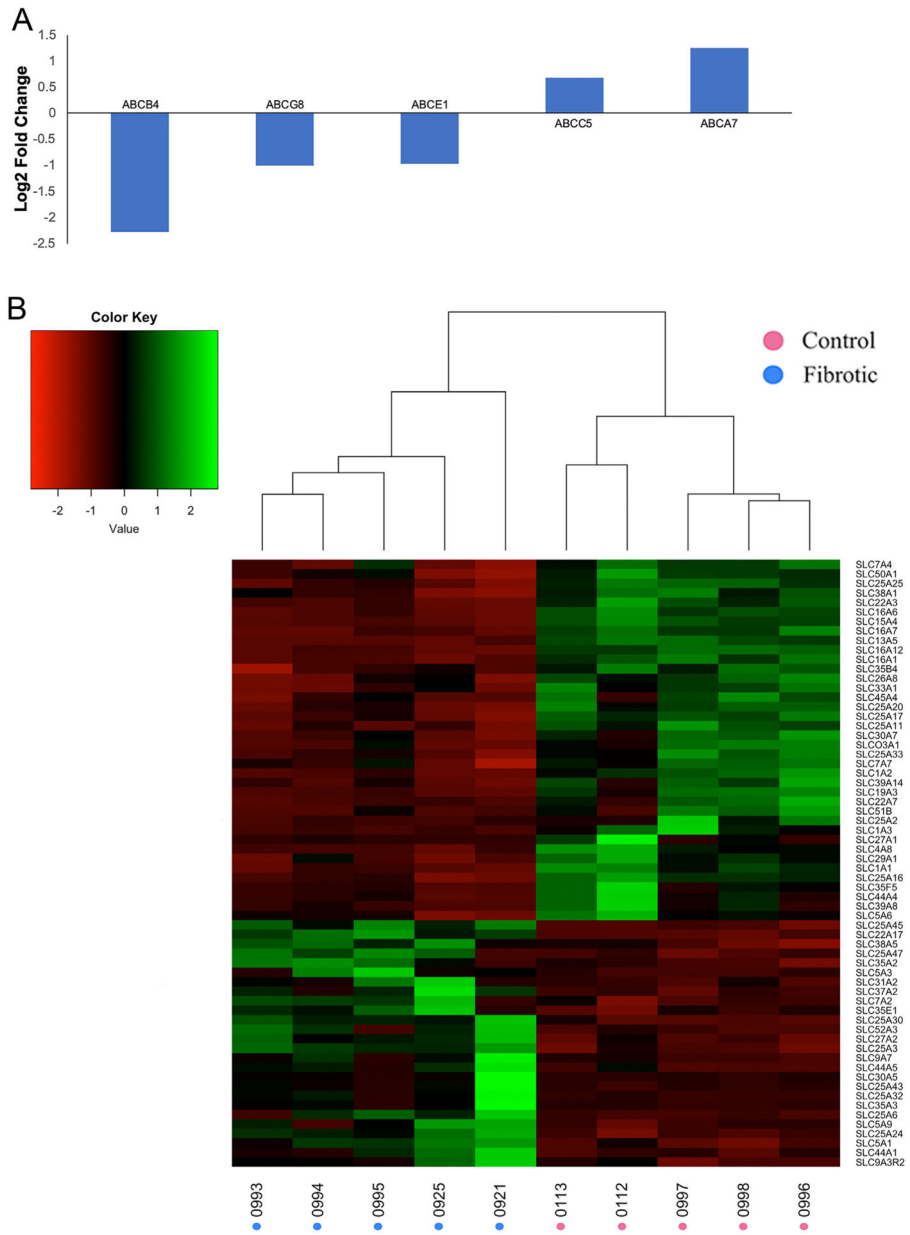 A
Log2 Fold Change
1.5
1
0.5
0
-0.5
-1
-1.5
-2
-2.5
ABCB4
ABCG8
ABCE1
ABCC5
ABCA7
B
Color Key
-2 -1 0 1 2
Value
Control
Fibrotic
SLC7A4
SLC50A1
SLC25A25
SLC38A1
SLC22A3
SLC16A6
SLC15A4
SLC16A7
SLC13A5
SLC16A12
SLC16A1
SLC35B4
SLC26A8
SLC33A1
SLC45A4
SLC25A20
SLC25A17
SLC25A11
SLC30A7
SLCO3A1
SLC25A33
SLC7A7
SLC1A2
SLC39A14
SLC19A3
SLC22A7
SLC51B
SLC25A2
SLC1A3
SLC27A1
SLC4A8
SLC29A1
SLC1A1
SLC25A16
SLC35F5
SLC44A4
SLC39A8
SLC5A6
SLC25A45
SLC22A17
SLC38A5
SLC25A47
SLC35A2
SLC5A3
SLC31A2
SLC37A2
SLC7A2
SLC35E1
SLC25A30
SLC52A3
SLC27A2
SLC25A3
SLC9A7
SLC44A5
SLC30A5
SLC25A43
SLC25A32
SLC35A3
SLC25A6
SLC5A9
SLC25A24
SLC5A1
SLC44A1
SLC9A3R2
0993 0994 0995 0925 0921 0113 0112 0997 0998 0996